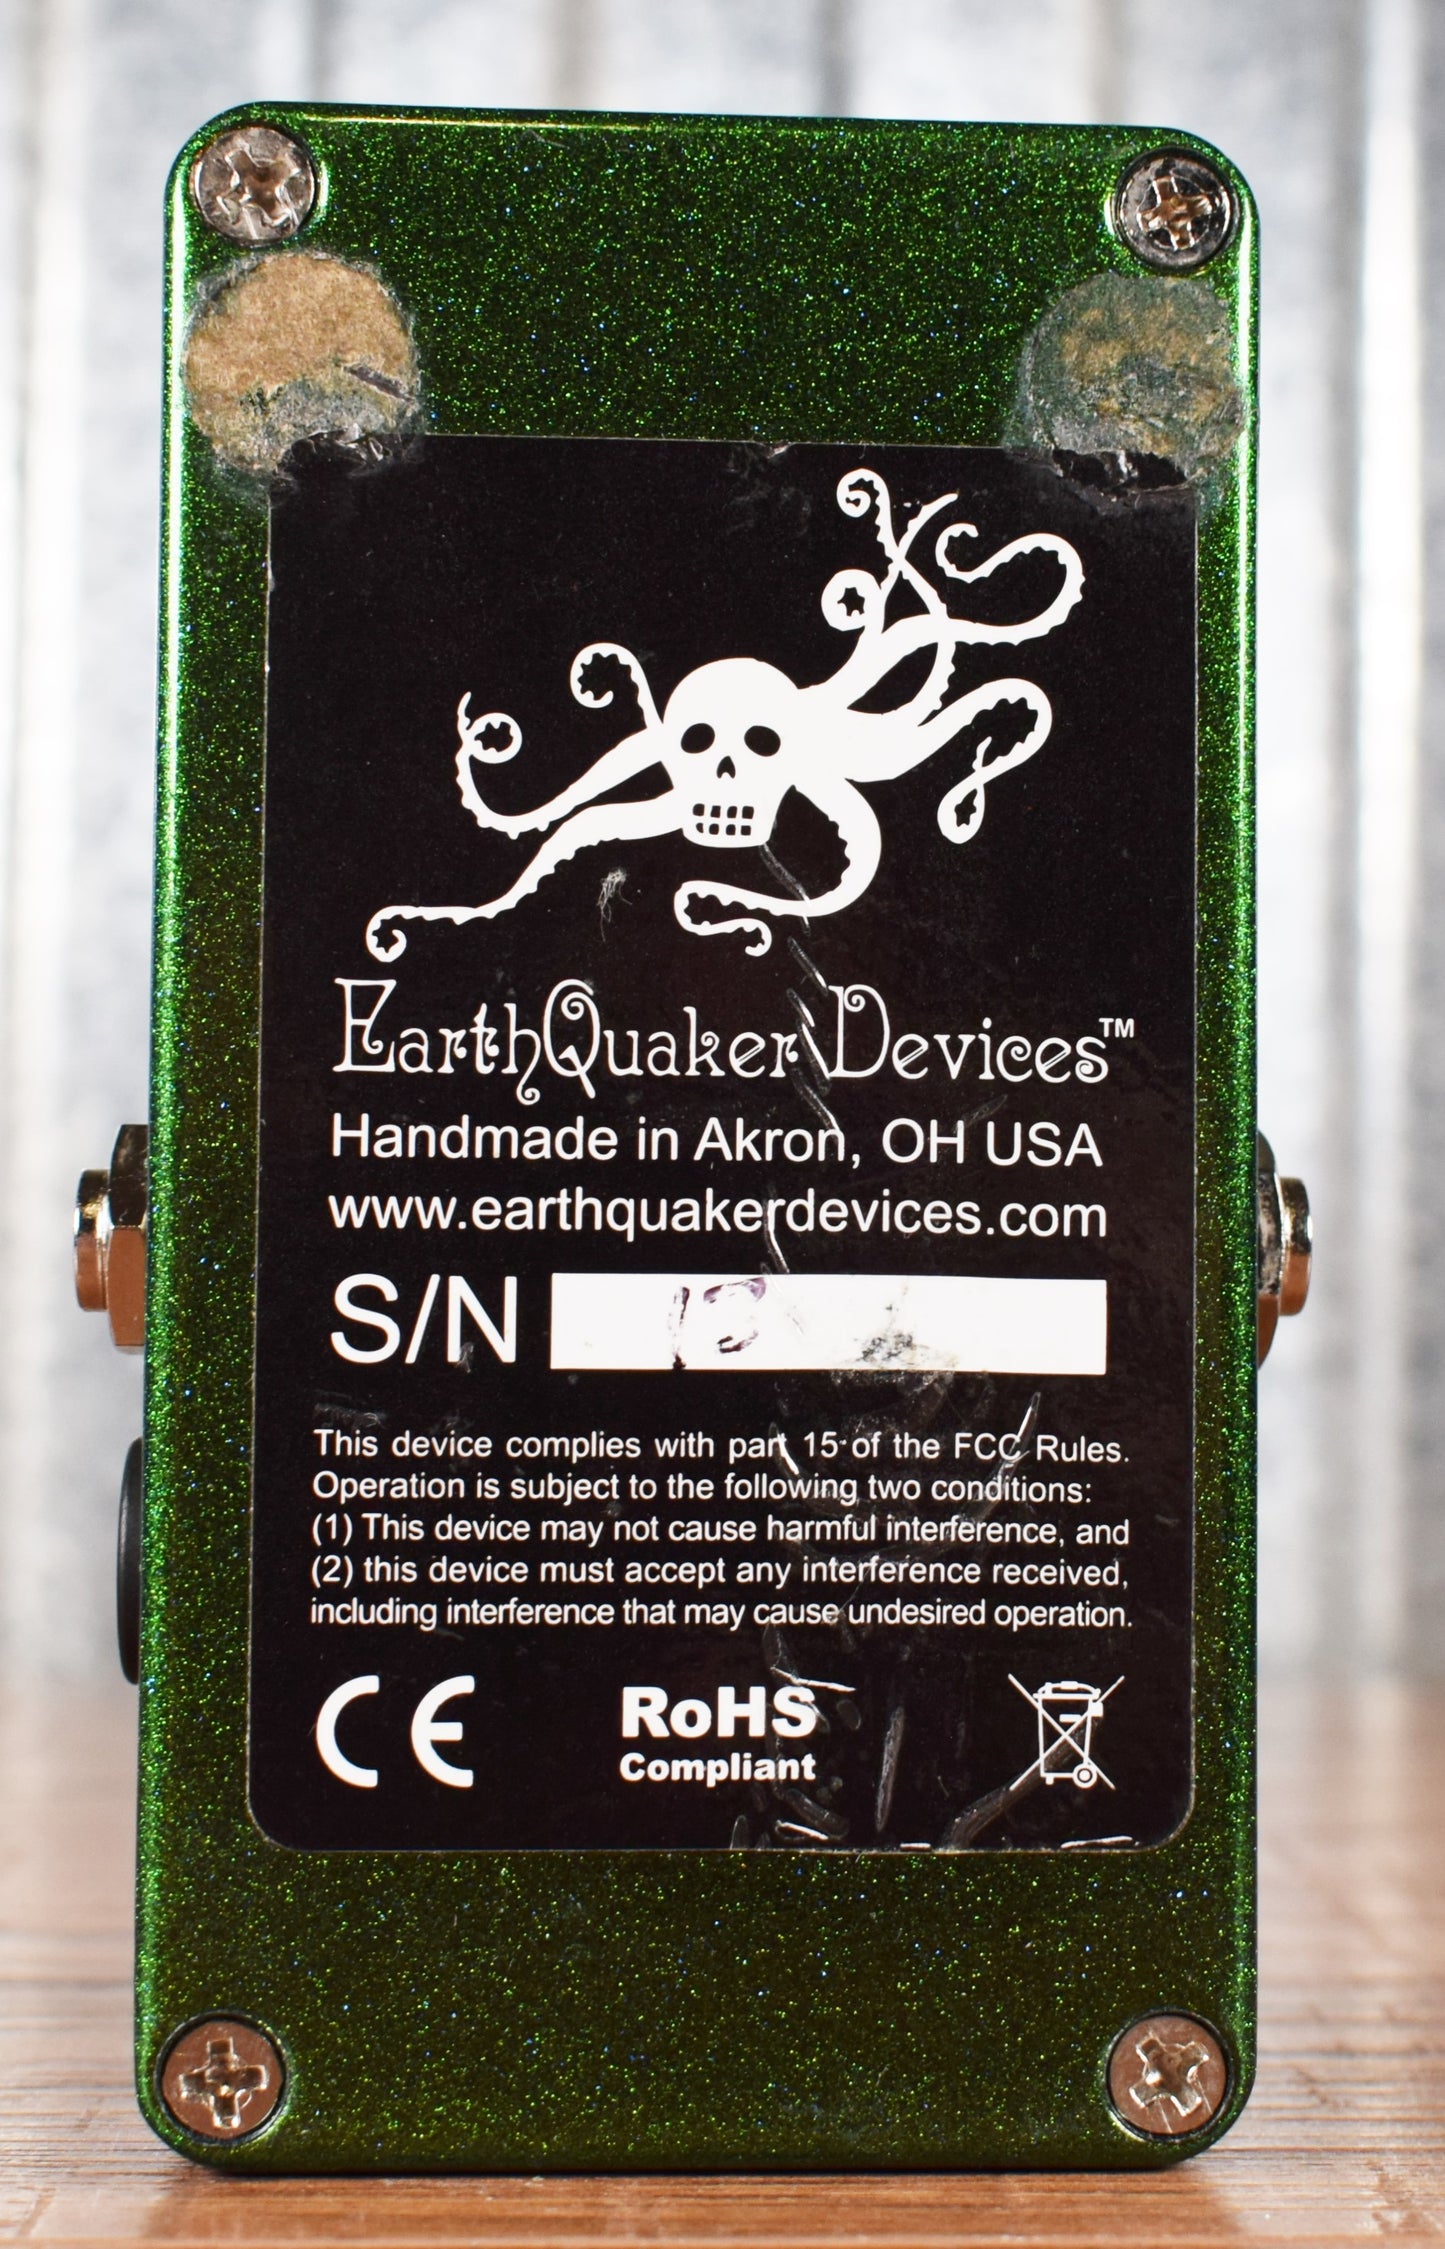 EarthQuaker Devices™
Handmade in Akron, OH USA
www.earthquakerdevices.com
S/N
This device complies with part 15 of the FCC Rules.
Operation is subject to the following two conditions:
(1) This device may not cause harmful interference, and
(2) this device must accept any interference received,
including interference that may cause undesired operation.
CE
RoHS
Compliant